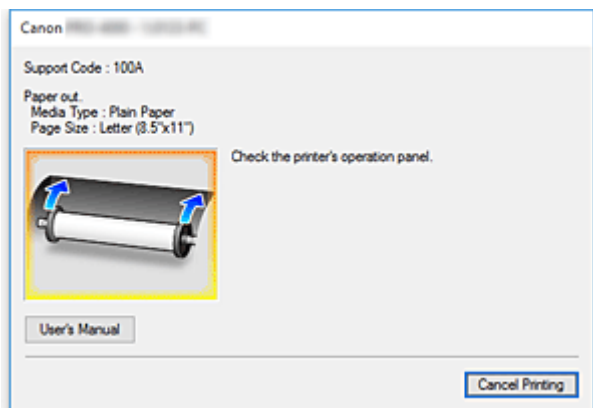 Canon
Support Code : 100A
Paper out.
Media Type : Plain Paper
Page Size : Letter (8.5"x11")
Check the printer's operation panel.
User's Manual
Cancel Printing